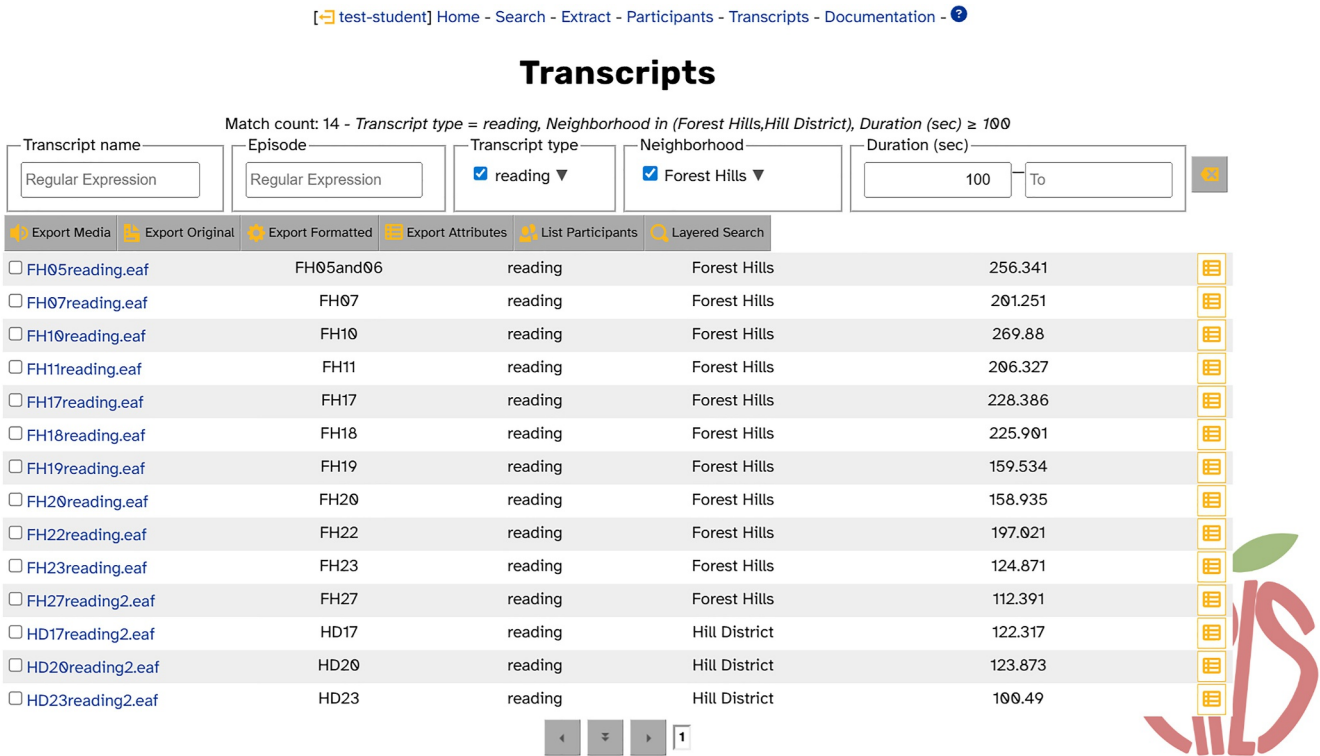 [test-student] Home - Search - Extract - Participants - Transcripts - Documentation - ?
Transcripts
Match count: 14 - Transcript type = reading, Neighborhood in (Forest Hills,Hill District), Duration (sec) ≥ 100
Transcript name Episode Transcript type Neighborhood Duration (sec)
Regular Expression Regular Expression reading ▼ Forest Hills ▼ 100 – To
Export Media Export Original Export Formatted Export Attributes List Participants Layered Search
FH05reading.eaf FH05and06 reading Forest Hills 256.341
FH07reading.eaf FH07 reading Forest Hills 201.251
FH10reading.eaf FH10 reading Forest Hills 269.88
FH11reading.eaf FH11 reading Forest Hills 206.327
FH17reading.eaf FH17 reading Forest Hills 228.386
FH18reading.eaf FH18 reading Forest Hills 225.901
FH19reading.eaf FH19 reading Forest Hills 159.534
FH20reading.eaf FH20 reading Forest Hills 158.935
FH22reading.eaf FH22 reading Forest Hills 197.021
FH23reading.eaf FH23 reading Forest Hills 124.871
FH27reading2.eaf FH27 reading Forest Hills 112.391
HD17reading2.eaf HD17 reading Hill District 122.317
HD20reading2.eaf HD20 reading Hill District 123.873
HD23reading2.eaf HD23 reading Hill District 100.49
1